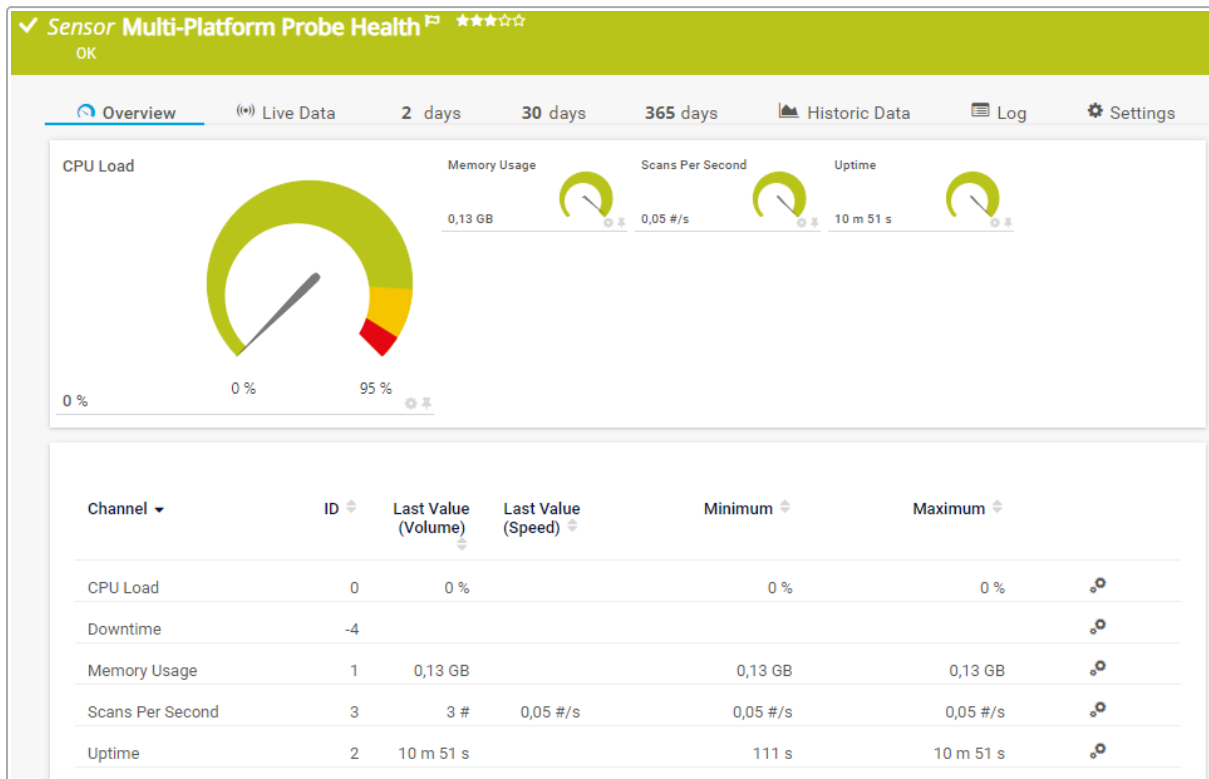 Sensor Multi-Platform Probe Health
OK
Overview
Live Data
2 days
30 days
365 days
Historic Data
Log
Settings
CPU Load
0 %
95 %
0 %
Memory Usage
0,13 GB
Scans Per Second
0,05 #/s
Uptime
10 m 51 s
Channel ID Last Value (Volume) Last Value (Speed) Minimum Maximum
CPU Load 0 0 % 0 % 0 %
Downtime -4
Memory Usage 1 0,13 GB 0,13 GB 0,13 GB
Scans Per Second 3 3 # 0,05 #/s 0,05 #/s 0,05 #/s
Uptime 2 10 m 51 s 111 s 10 m 51 s